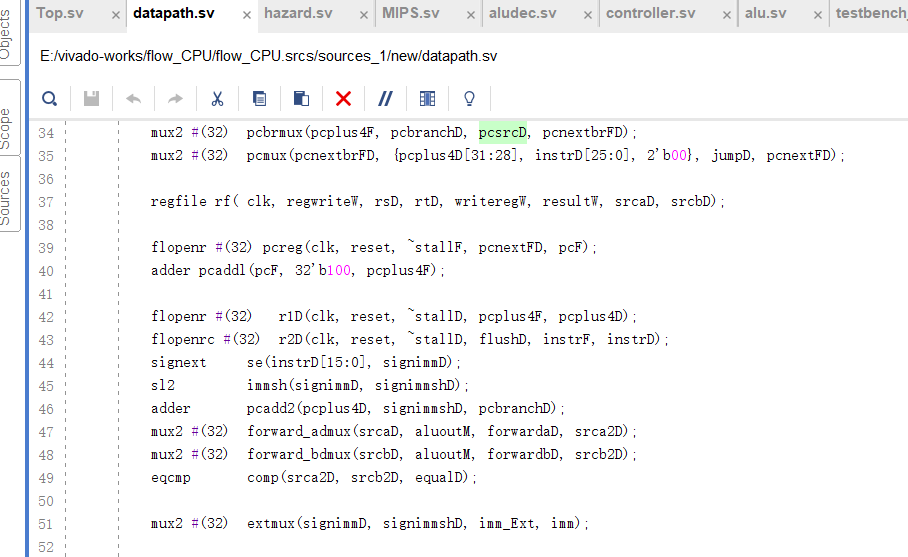 Top.sv × datapath.sv × hazard.sv × MIPS.sv × aludec.sv × controller.sv × alu.sv × testbench_
Objects
Scope
Sources
E:/vivado-works/flow_CPU/flow_CPU.srcs/sources_1/new/datapath.sv
34 mux2 #(32) pcbrmux(pcplus4F, pcbranchD, pcsrcD, pcnextbrFD);
35 mux2 #(32) pcmux(pcnextbrFD, {pcplus4D[31:28], instrD[25:0], 2'b00}, jumpD, pcnextFD);
36
37 regfile rf( clk, regwriteW, rsD, rtD, writeregW, resultW, srcaD, srcbD);
38
39 flopenr #(32) pcreg(clk, reset, ~stallF, pcnextFD, pcF);
40 adder pcaddl(pcF, 32'b100, pcplus4F);
41
42 flopenr #(32) r1D(clk, reset, ~stallD, pcplus4F, pcplus4D);
43 flopenrc #(32) r2D(clk, reset, ~stallD, flushD, instrF, instrD);
44 signext se(instrD[15:0], signimmD);
45 sl2 immsh(signimmD, signimmshD);
46 adder pcadd2(pcplus4D, signimmshD, pcbranchD);
47 mux2 #(32) forward_admux(srcaD, aluoutM, forwardaD, srca2D);
48 mux2 #(32) forward_bdmux(srcbD, aluoutM, forwardbD, srcb2D);
49 eqcmp comp(srca2D, srcb2D, equalD);
50
51 mux2 #(32) extmux(signimmD, signimmshD, imm_Ext, imm);
52